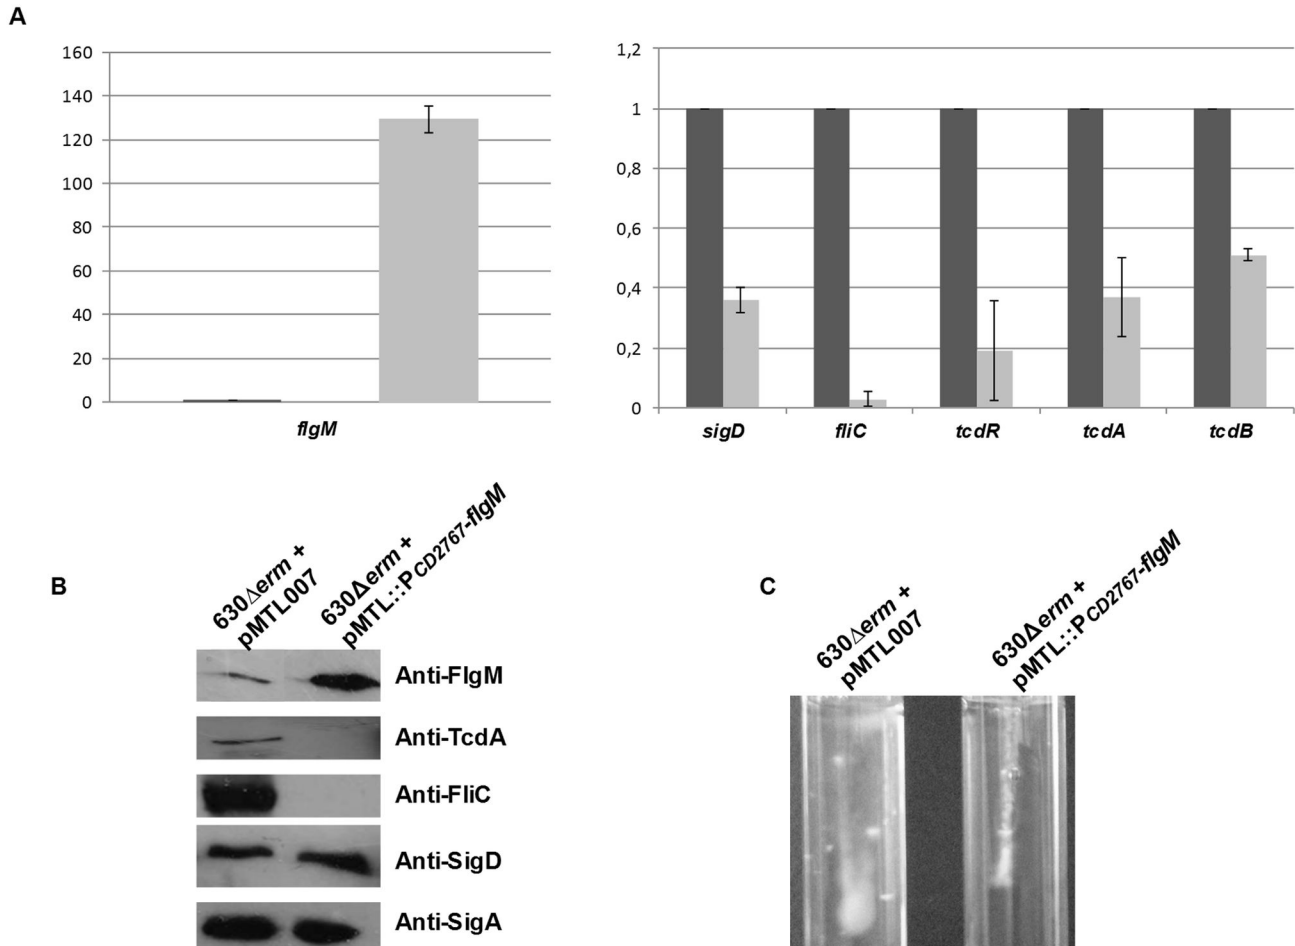 A
160
140
120
100
80
60
40
20
0
flgM
1,2
1
0,8
0,6
0,4
0,2
0
sigD fliC tcdR tcdA tcdB
B
630Δerm +
pMTL007
630Δerm +
pMTL::PCD2767-flgM
Anti-FlgM
Anti-TcdA
Anti-FliC
Anti-SigD
Anti-SigA
C
630Δerm +
pMTL007
630Δerm +
pMTL::PCD2767-flgM